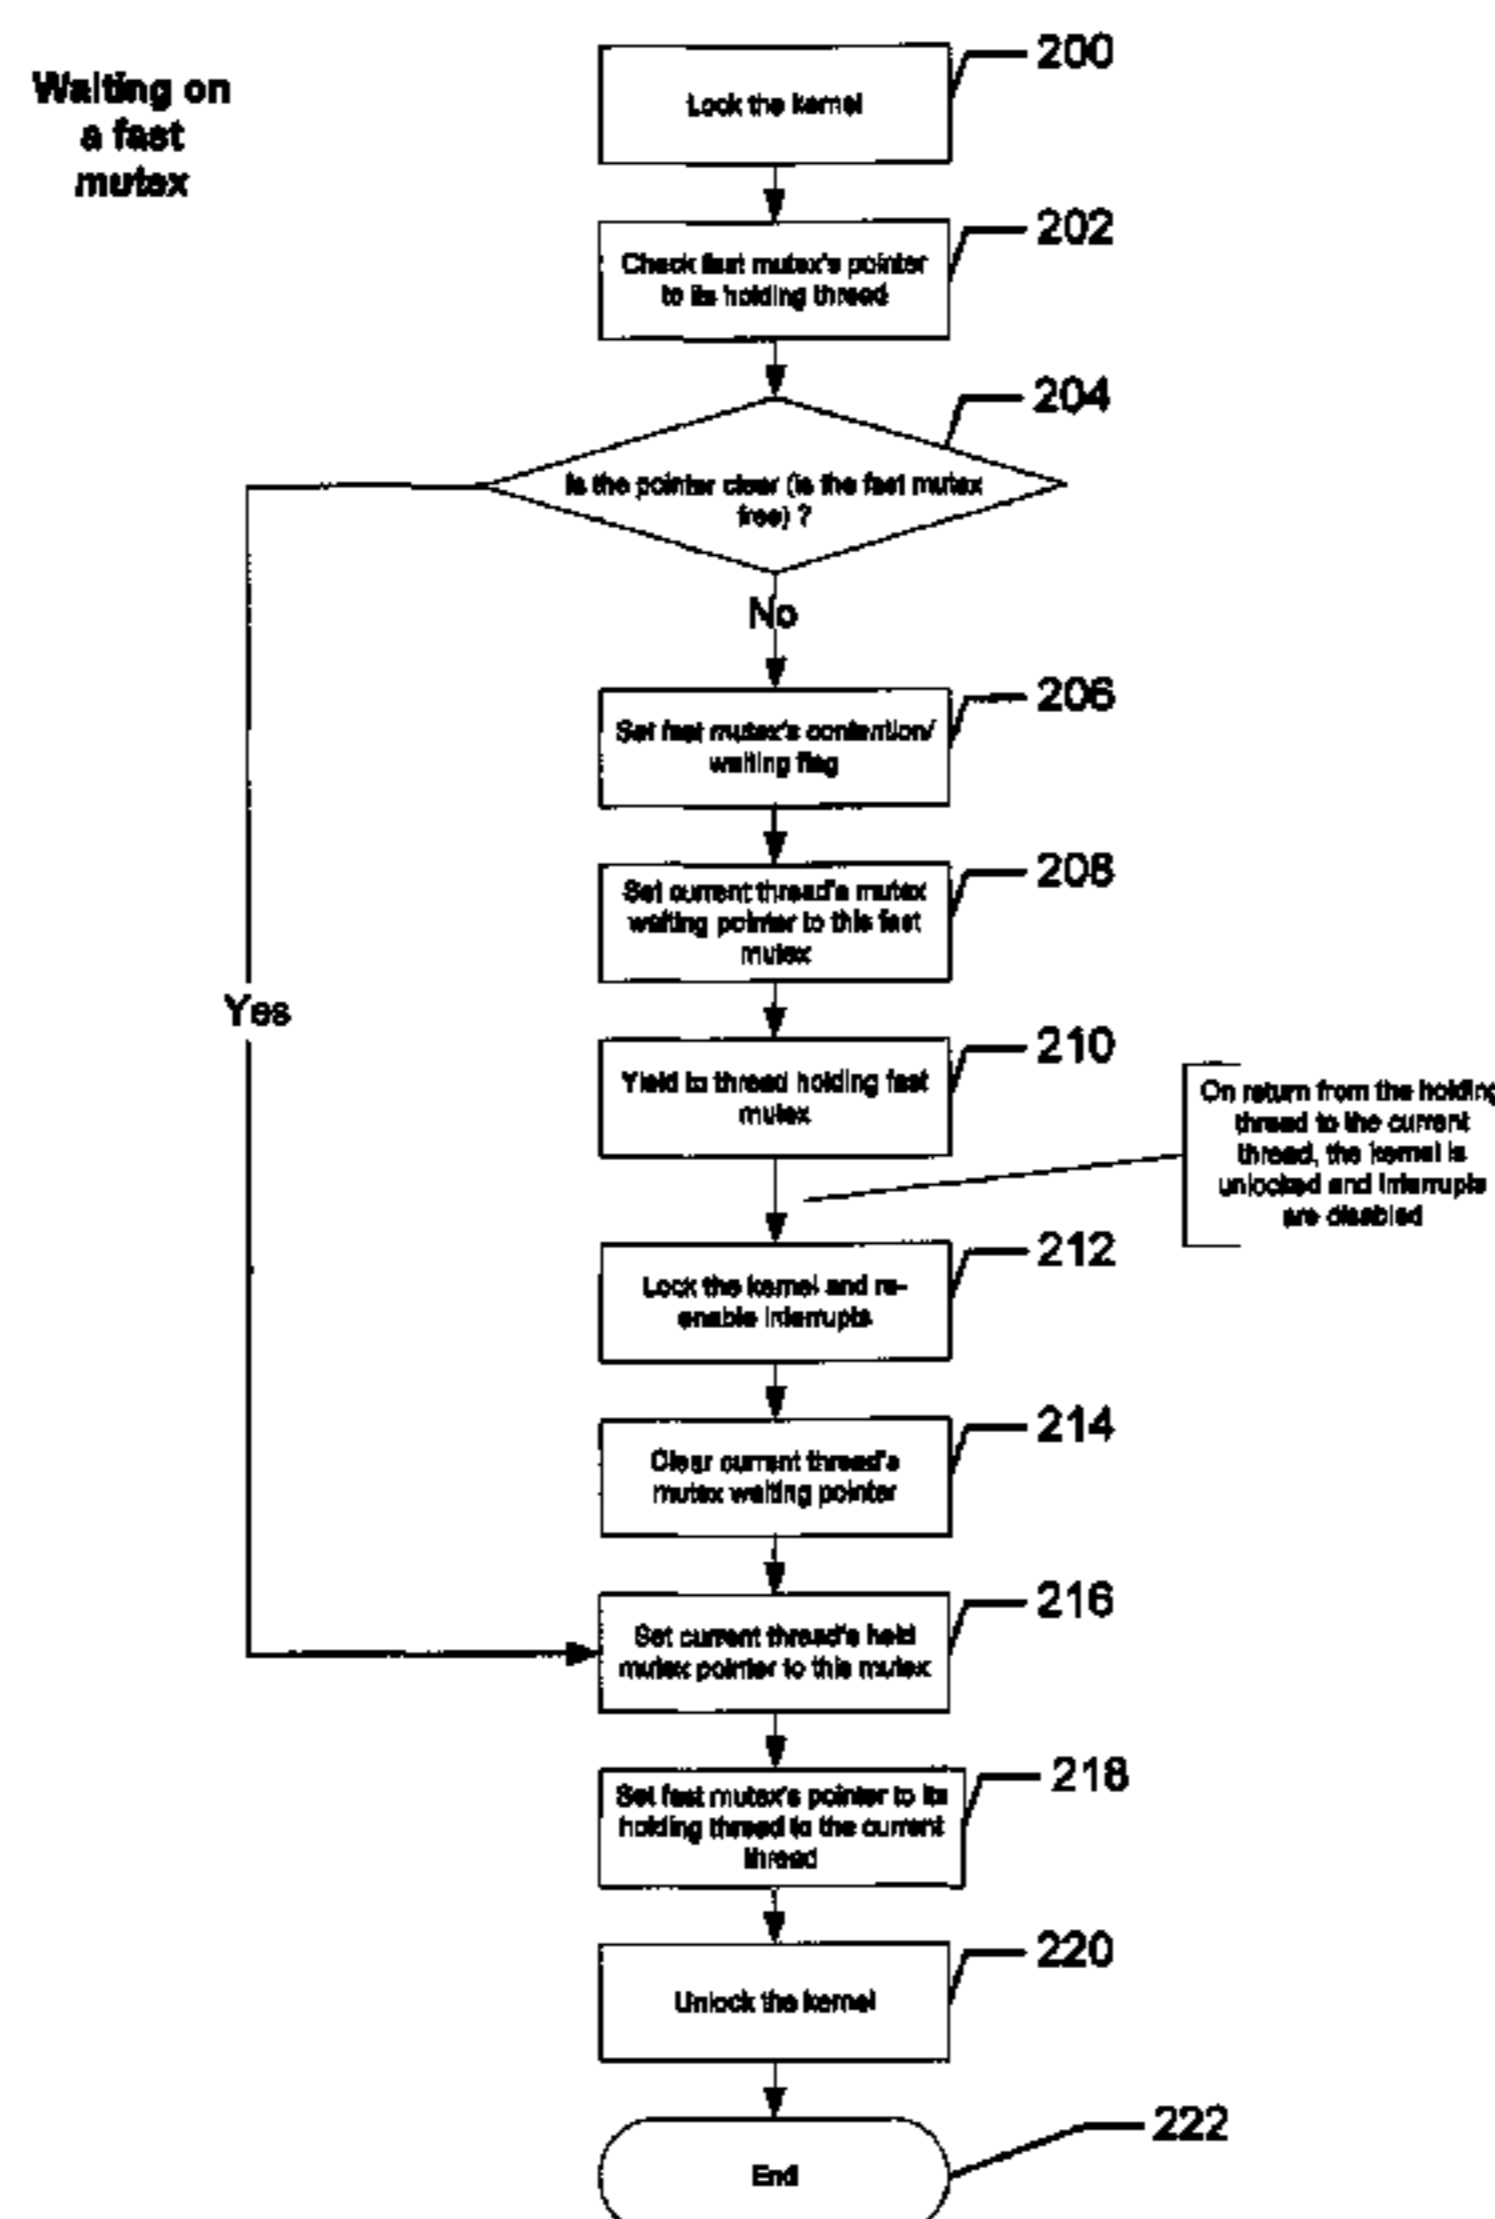 Waiting on
a fast
mutex
200
Lock the kernel
202
Check fast mutex's pointer
to its holding thread
204
Is the pointer clear (is the fast mutex
free) ?
No
206
Set fast mutex's contention/
waiting flag
208
Set current thread's mutex
waiting pointer to this fast
mutex
Yes
210
Yield to thread holding fast
mutex
On return from the holding
thread to the current
thread, the kernel is
unlocked and interrupts
are disabled
212
Lock the kernel and re-
enable interrupts
214
Clear current thread's
mutex waiting pointer
216
Set current thread's held
mutex pointer to this mutex
218
Set fast mutex's pointer to its
holding thread to the current
thread
220
Unlock the kernel
222
End